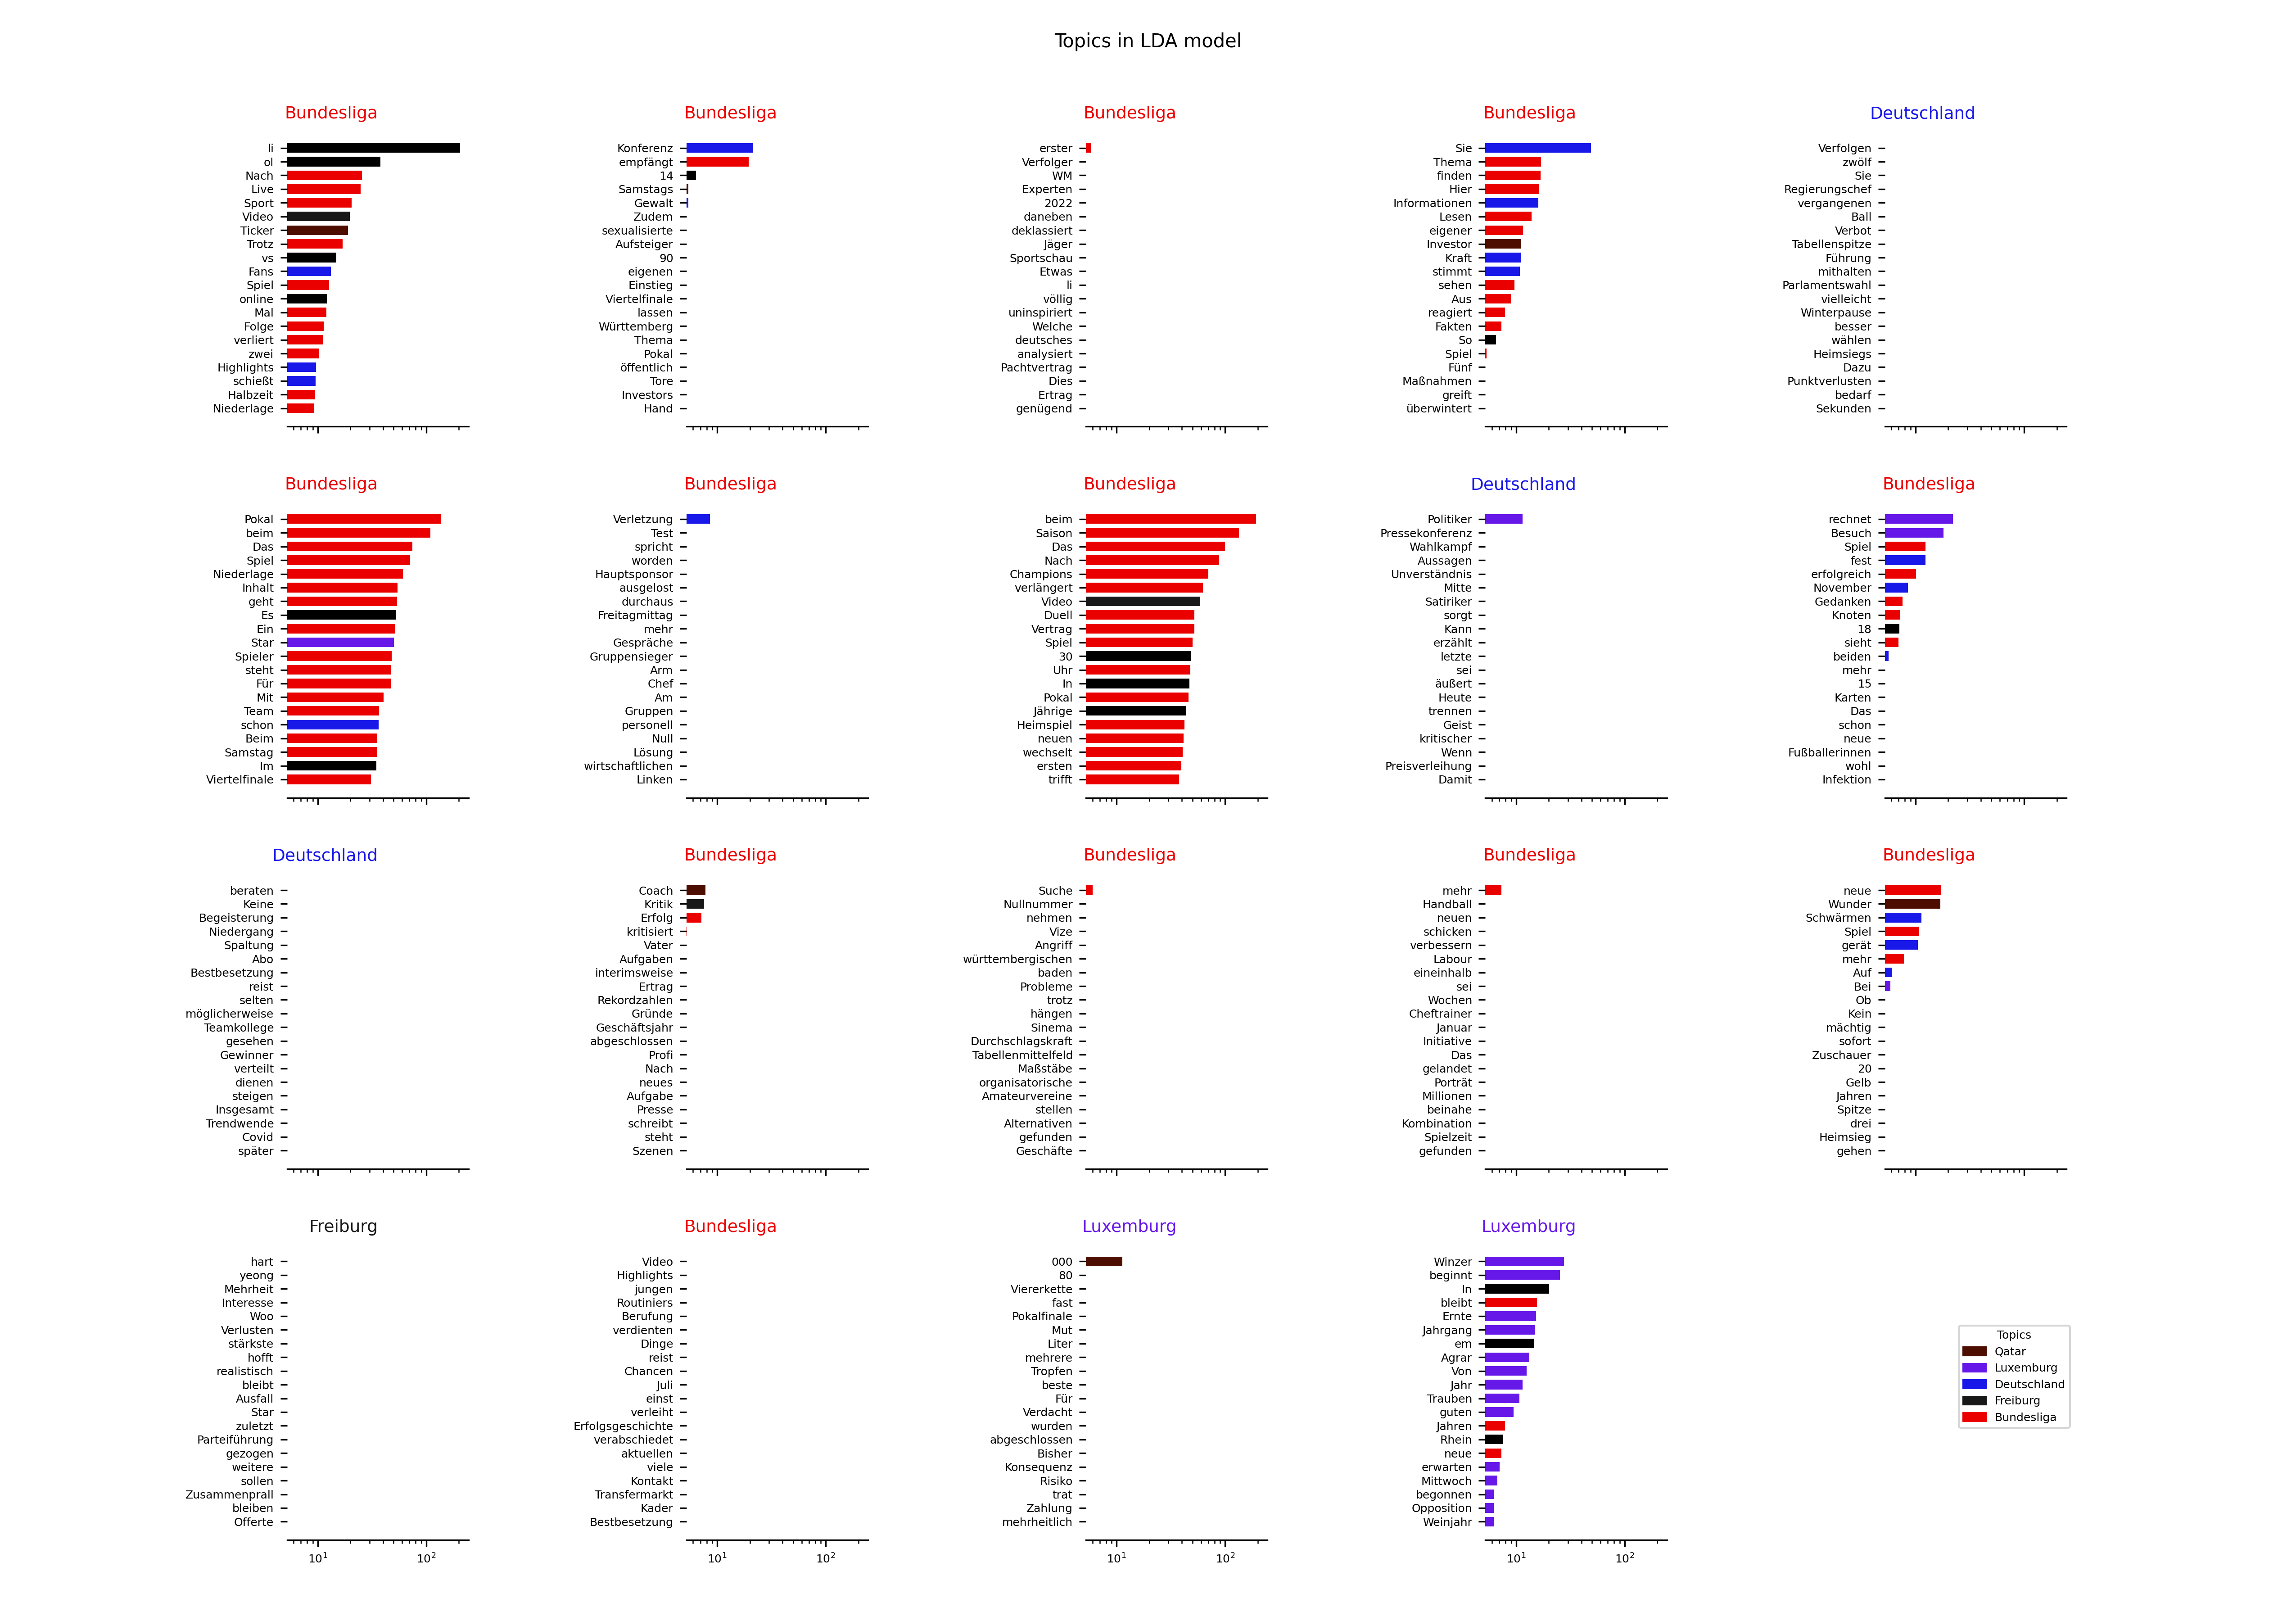 Topics in LDA model
Bundesliga
li
ol
Nach
Live
Sport
Video
Ticker
Trotz
vs
Fans
Spiel
online
Mal
Folge
verliert
zwei
Highlights
schießt
Halbzeit
Niederlage
Bundesliga
Konferenz
empfängt
14
Samstags
Gewalt
Zudem
sexualisierte
Aufsteiger
90
eigenen
Einstieg
Viertelfinale
lassen
Württemberg
Thema
Pokal
öffentlich
Tore
Investors
Hand
Bundesliga
erster
Verfolger
WM
Experten
2022
daneben
deklassiert
Jäger
Sportschau
Etwas
li
völlig
uninspiriert
Welche
deutsches
analysiert
Pachtvertrag
Dies
Ertrag
genügend
Bundesliga
Sie
Thema
finden
Hier
Informationen
Lesen
eigener
Investor
Kraft
stimmt
sehen
Aus
reagiert
Fakten
So
Spiel
Fünf
Maßnahmen
greift
überwintert
Deutschland
Verfolgen
zwölf
Sie
Regierungschef
vergangenen
Ball
Verbot
Tabellenspitze
Führung
mithalten
Parlamentswahl
vielleicht
Winterpause
besser
wählen
Heimsiegs
Dazu
Punktverlusten
bedarf
Sekunden
Bundesliga
Pokal
beim
Das
Spiel
Niederlage
Inhalt
geht
Es
Ein
Star
Spieler
steht
Für
Mit
Team
schon
Beim
Samstag
Im
Viertelfinale
Bundesliga
Verletzung
Test
spricht
worden
Hauptsponsor
ausgelost
durchaus
Freitagmittag
mehr
Gespräche
Gruppensieger
Arm
Chef
Am
Gruppen
personell
Null
Lösung
wirtschaftlichen
Linken
Bundesliga
beim
Saison
Das
Nach
Champions
verlängert
Video
Duell
Vertrag
Spiel
30
Uhr
In
Pokal
Jährige
Heimspiel
neuen
wechselt
ersten
trifft
Deutschland
Politiker
Pressekonferenz
Wahlkampf
Aussagen
Unverständnis
Mitte
Satiriker
sorgt
Kann
erzählt
letzte
sei
äußert
Heute
trennen
Geist
kritischer
Wenn
Preisverleihung
Damit
Bundesliga
rechnet
Besuch
Spiel
fest
erfolgreich
November
Gedanken
Knoten
18
sieht
beiden
mehr
15
Karten
Das
schon
neue
Fußballerinnen
wohl
Infektion
Deutschland
beraten
Keine
Begeisterung
Niedergang
Spaltung
Abo
Bestbesetzung
reist
selten
möglicherweise
Teamkollege
gesehen
Gewinner
verteilt
dienen
steigen
Insgesamt
Trendwende
Covid
später
Bundesliga
Coach
Kritik
Erfolg
kritisiert
Vater
Aufgaben
interimsweise
Ertrag
Rekordzahlen
Gründe
Geschäftsjahr
abgeschlossen
Profi
Nach
neues
Aufgabe
Presse
schreibt
steht
Szenen
Bundesliga
Suche
Nullnummer
nehmen
Vize
Angriff
württembergischen
baden
Probleme
trotz
hängen
Sinema
Durchschlagskraft
Tabellenmittelfeld
Maßstäbe
organisatorische
Amateurvereine
stellen
Alternativen
gefunden
Geschäfte
Bundesliga
mehr
Handball
neuen
schicken
verbessern
Labour
eineinhalb
sei
Wochen
Cheftrainer
Januar
Initiative
Das
gelandet
Porträt
Millionen
beinahe
Kombination
Spielzeit
gefunden
Bundesliga
neue
Wunder
Schwärmen
Spiel
gerät
mehr
Auf
Bei
Ob
Kein
mächtig
sofort
Zuschauer
20
Gelb
Jahren
Spitze
drei
Heimsieg
gehen
Freiburg
hart
yeong
Mehrheit
Interesse
Woo
Verlusten
stärkste
hofft
realistisch
bleibt
Ausfall
Star
zuletzt
Parteiführung
gezogen
weitere
sollen
Zusammenprall
bleiben
Offerte
10¹ 10²
Bundesliga
Video
Highlights
jungen
Routiniers
Berufung
verdienten
Dinge
reist
Chancen
Juli
einst
verleiht
Erfolgsgeschichte
verabschiedet
aktuellen
viele
Kontakt
Transfermarkt
Kader
Bestbesetzung
10¹ 10²
Luxemburg
000
80
Viererkette
fast
Pokalfinale
Mut
Liter
mehrere
Tropfen
beste
Für
Verdacht
wurden
abgeschlossen
Bisher
Konsequenz
Risiko
trat
Zahlung
mehrheitlich
10¹ 10²
Luxemburg
Winzer
beginnt
In
bleibt
Ernte
Jahrgang
em
Agrar
Von
Jahr
Trauben
guten
Jahren
Rhein
neue
erwarten
Mittwoch
begonnen
Opposition
Weinjahr
10¹ 10²
Topics
Qatar
Luxemburg
Deutschland
Freiburg
Bundesliga